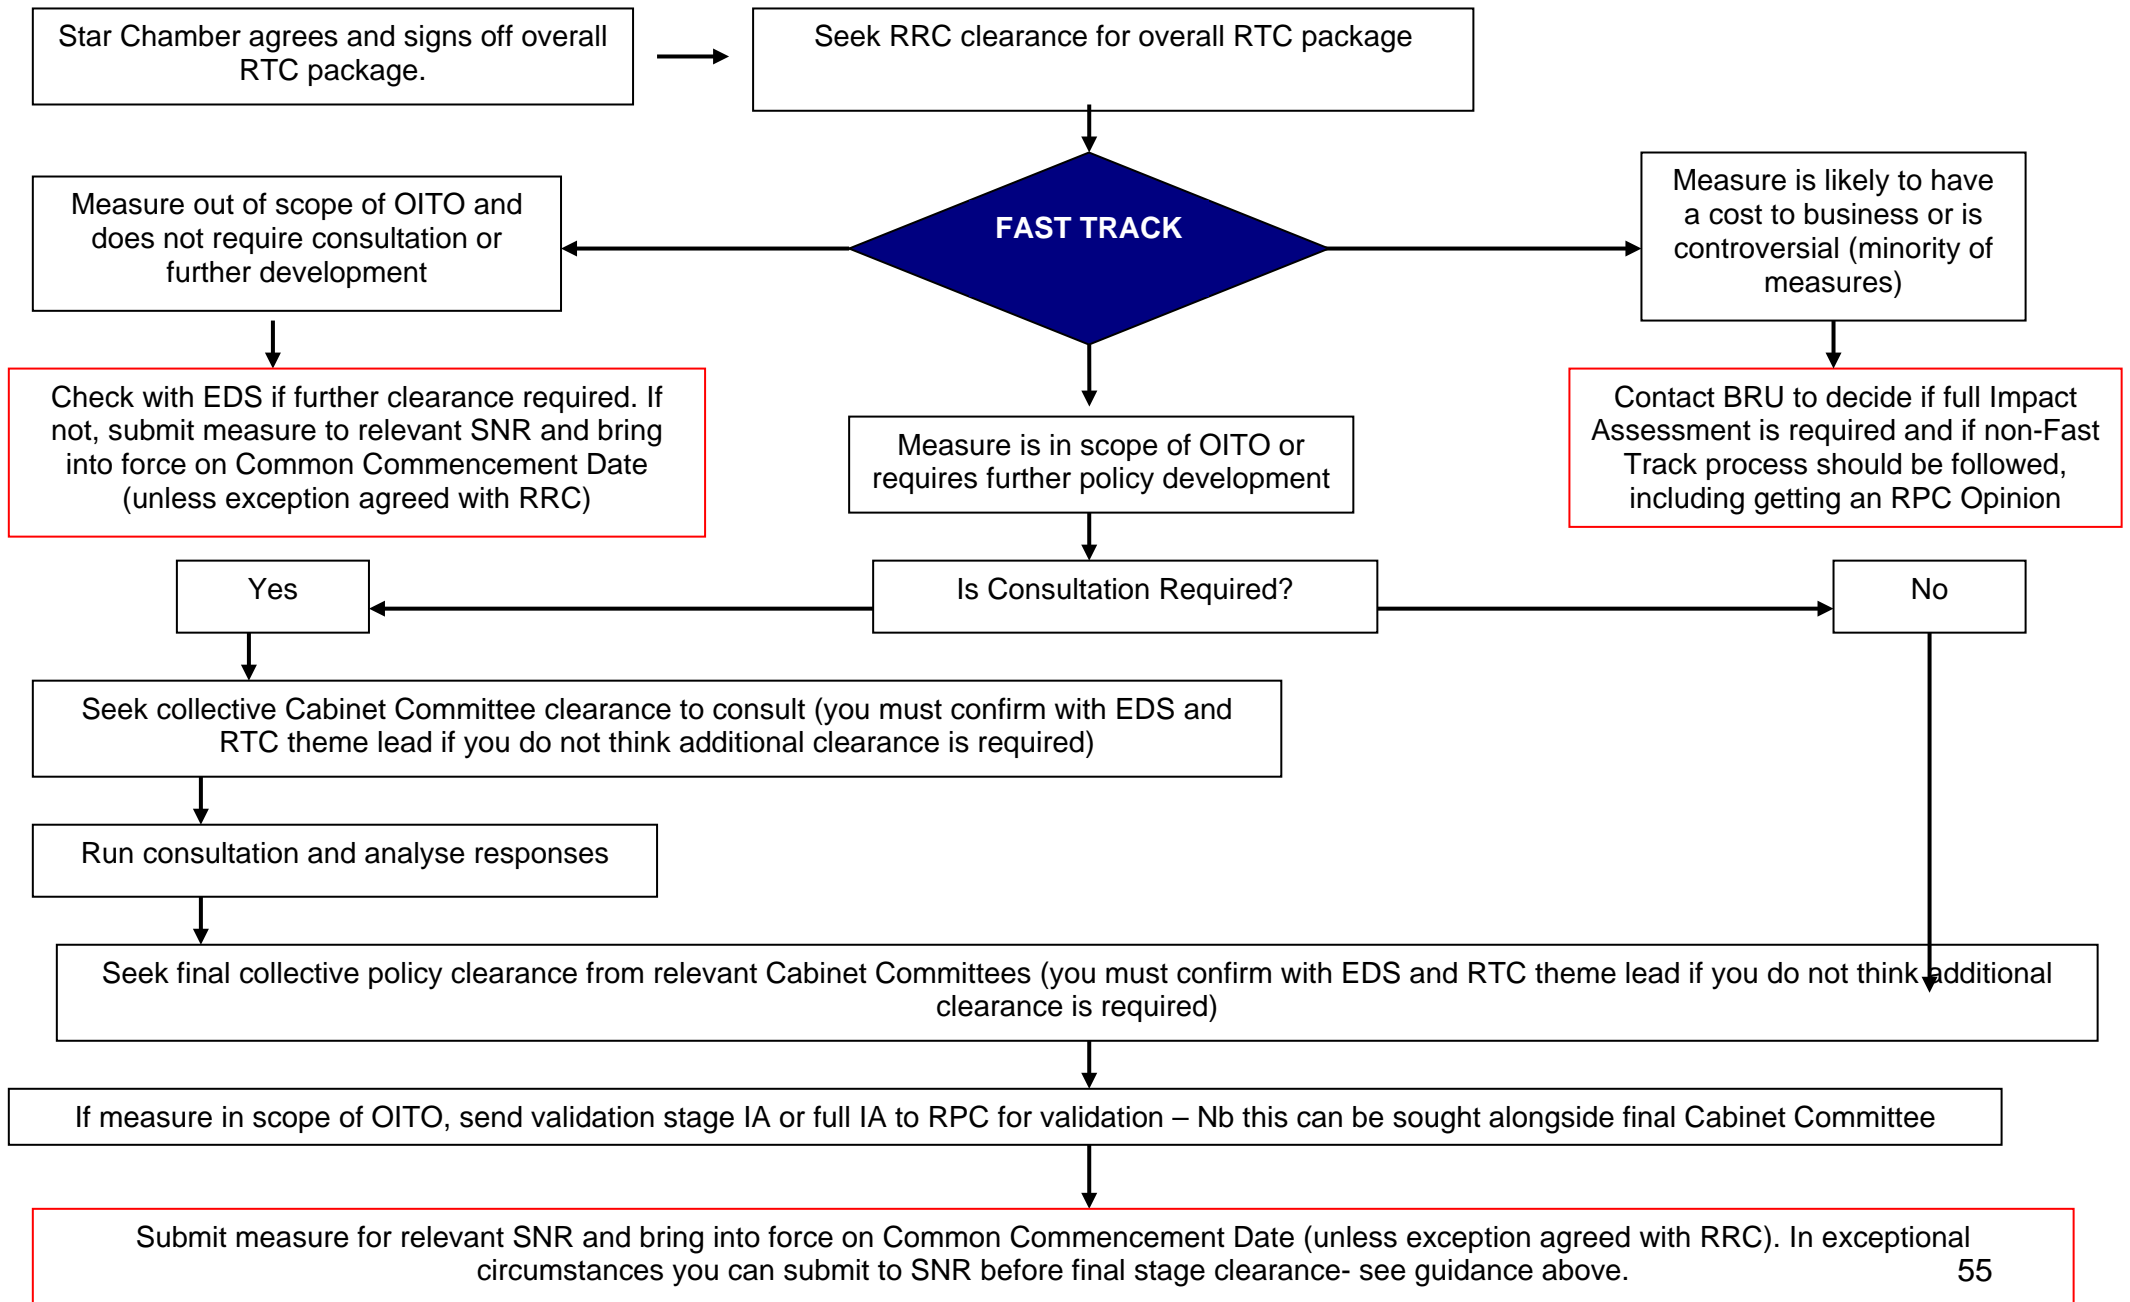 Star Chamber agrees and signs off overall
RTC package.
Seek RRC clearance for overall RTC package
FAST TRACK
Measure out of scope of OITO and
does not require consultation or
further development
Measure is likely to have
a cost to business or is
controversial (minority of
measures)
Check with EDS if further clearance required. If
not, submit measure to relevant SNR and bring
into force on Common Commencement Date
(unless exception agreed with RRC)
Measure is in scope of OITO or
requires further policy development
Contact BRU to decide if full Impact
Assessment is required and if non-Fast
Track process should be followed,
including getting an RPC Opinion
Yes
Is Consultation Required?
No
Seek collective Cabinet Committee clearance to consult (you must confirm with EDS and
RTC theme lead if you do not think additional clearance is required)
Run consultation and analyse responses
Seek final collective policy clearance from relevant Cabinet Committees (you must confirm with EDS and RTC theme lead if you do not think additional
clearance is required)
If measure in scope of OITO, send validation stage IA or full IA to RPC for validation – Nb this can be sought alongside final Cabinet Committee
Submit measure for relevant SNR and bring into force on Common Commencement Date (unless exception agreed with RRC). In exceptional
circumstances you can submit to SNR before final stage clearance- see guidance above.
55